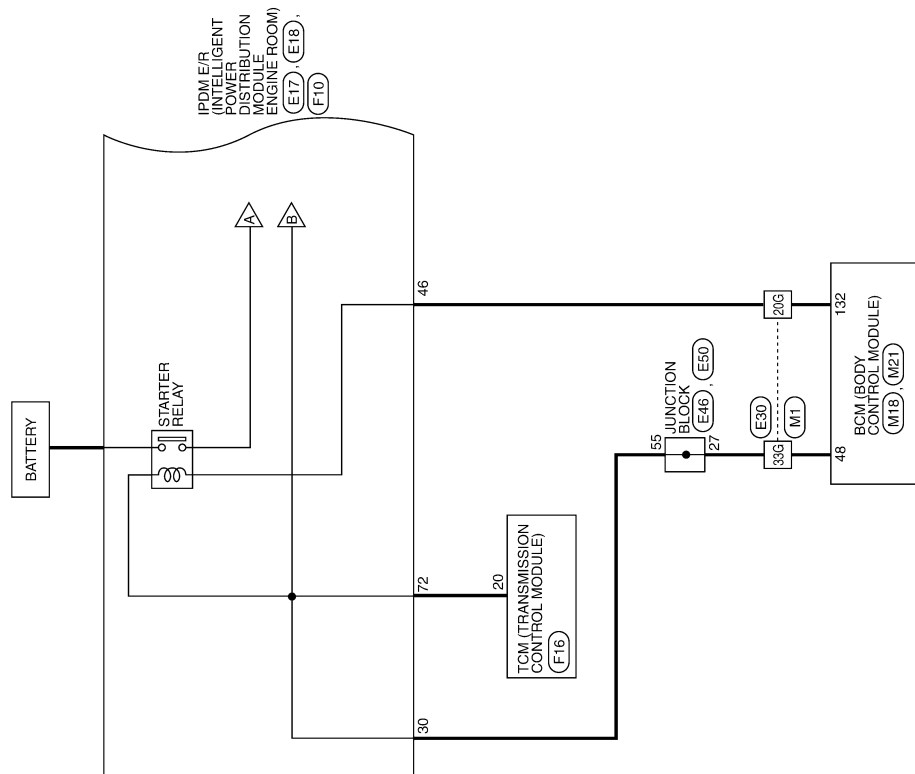 BATTERY
IPDM E/R
(INTELLIGENT
POWER
DISTRIBUTION
MODULE
ENGINE ROOM)
E17 , E18 ,
F10
STARTER
RELAY
A
B
46
72
30
20
TCM (TRANSMISSION
CONTROL MODULE)
F16
55
JUNCTION
BLOCK
E46 , E50
27
E30
M1
33G
20G
48
132
BCM (BODY
CONTROL MODULE)
M18 , M21